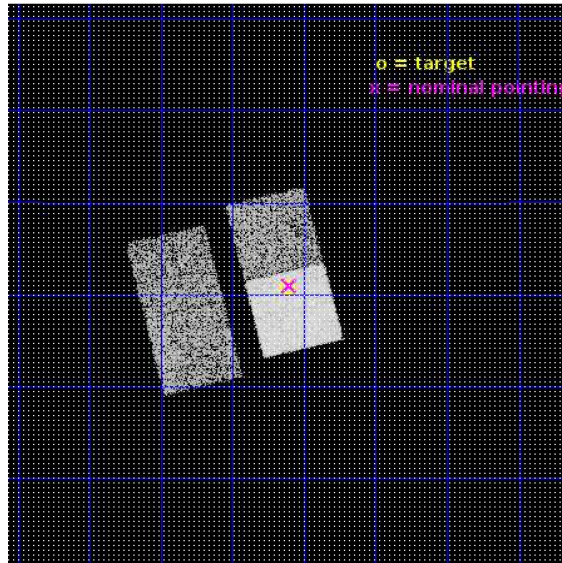 o = target
x = nominal pointing